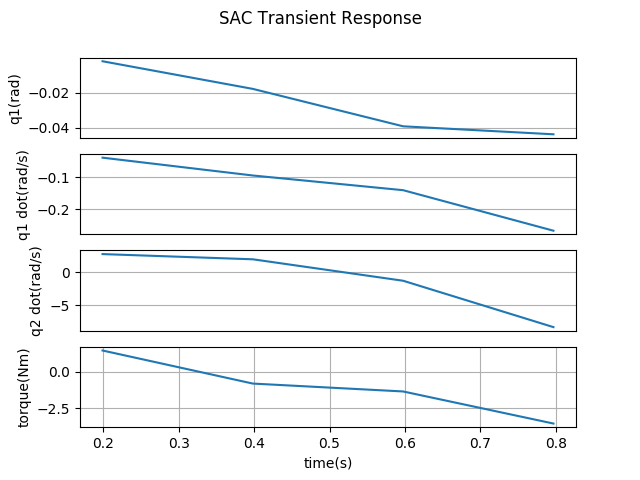 SAC Transient Response
q1(rad)
−0.02
−0.04
q1 dot(rad/s)
−0.1
−0.2
q2 dot(rad/s)
0
−5
torque(Nm)
0.0
−2.5
0.2 0.3 0.4 0.5 0.6 0.7 0.8
time(s)